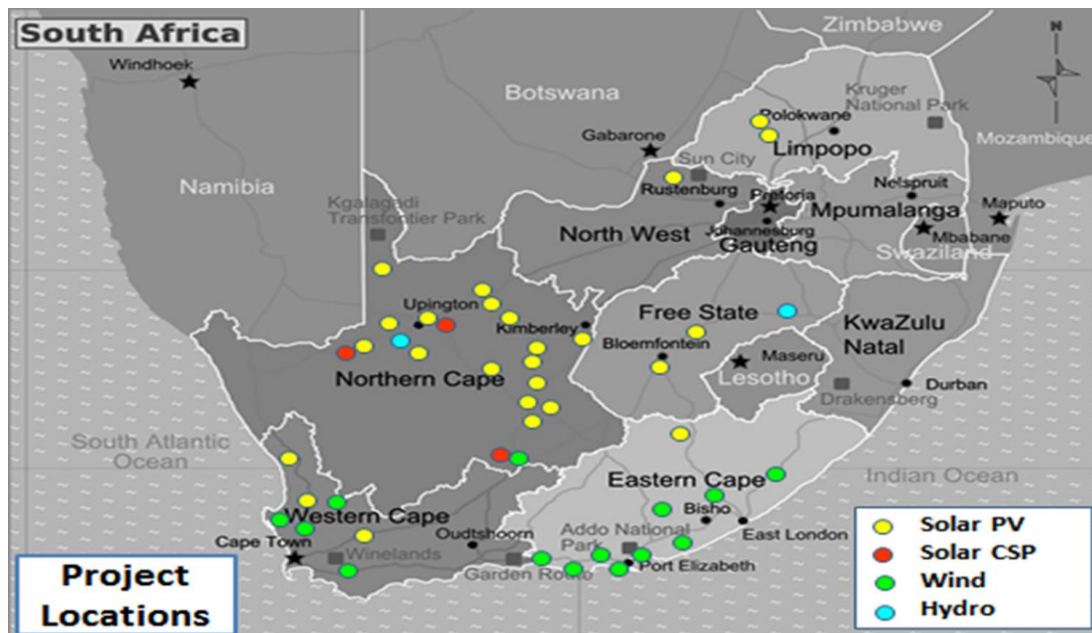 South Africa
Zimbabwe
Windhoek
N
Botswana
Kruger
National Park
Polokwane
Gabarone
Limpopo
Mozambique
Sun City
Namibia
Rustenburg
Pretoria
Nelspruit
Kgalagadi
Transfontier Park
Mpumalanga
Maputo
North West
Johannesburg
Gauteng
Mbabane
Swaziland
Upington
Free State
Kimberley
KwaZulu
Natal
Bloemfontein
Maseru
Northern Cape
Lesotho
Durban
Drakensberg
South Atlantic
Ocean
Eastern Cape
Indian Ocean
Western Cape
Bisho
Oudtshoorn
Addo National
Park
East London
Cape Town
Winelands
Garden Route
Port Elizabeth
Project
Locations
Solar PV
Solar CSP
Wind
Hydro